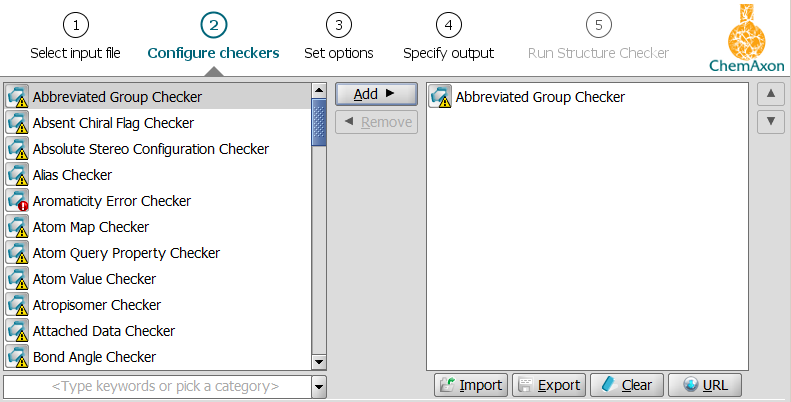 1 2 3 4 5
Select input file Configure checkers Set options Specify output Run Structure Checker
ChemAxon
Abbreviated Group Checker
Absent Chiral Flag Checker
Absolute Stereo Configuration Checker
Alias Checker
Aromaticity Error Checker
Atom Map Checker
Atom Query Property Checker
Atom Value Checker
Atropisomer Checker
Attached Data Checker
Bond Angle Checker
<Type keywords or pick a category>
Add
Remove
Abbreviated Group Checker
Import Export Clear URL